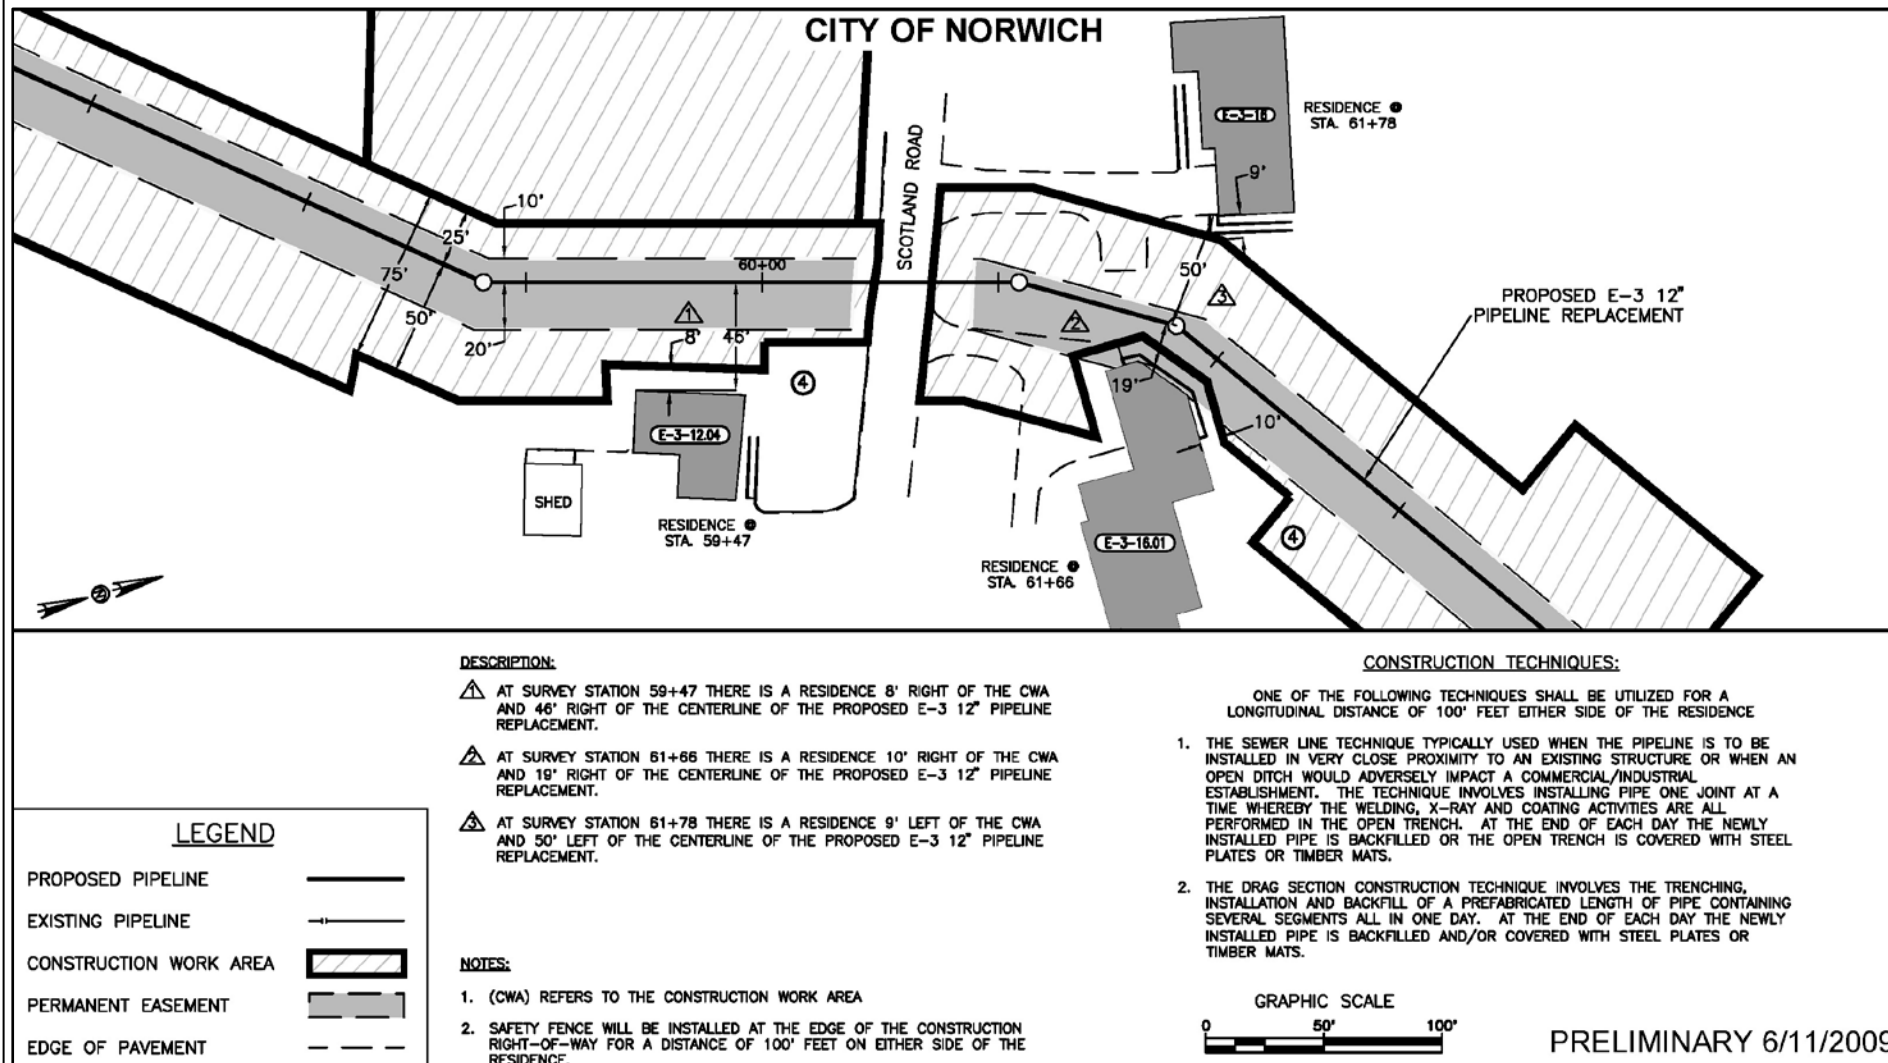 CITY OF NORWICH
RESIDENCE @
STA. 61+78
E-3-16
9'
SCOTLAND ROAD
10'
25'
75'
50'
20'
60+00
1
8'
46'
4
50'
3
2
PROPOSED E-3 12"
PIPELINE REPLACEMENT
19'
10'
E-3-12.04
SHED
RESIDENCE @
STA. 59+47
E-3-16.01
4
RESIDENCE @
STA. 61+66
N
DESCRIPTION:
1 AT SURVEY STATION 59+47 THERE IS A RESIDENCE 8' RIGHT OF THE CWA
AND 46' RIGHT OF THE CENTERLINE OF THE PROPOSED E-3 12" PIPELINE
REPLACEMENT.
2 AT SURVEY STATION 61+66 THERE IS A RESIDENCE 10' RIGHT OF THE CWA
AND 19' RIGHT OF THE CENTERLINE OF THE PROPOSED E-3 12" PIPELINE
REPLACEMENT.
3 AT SURVEY STATION 61+78 THERE IS A RESIDENCE 9' LEFT OF THE CWA
AND 50' LEFT OF THE CENTERLINE OF THE PROPOSED E-3 12" PIPELINE
REPLACEMENT.
NOTES:
1. (CWA) REFERS TO THE CONSTRUCTION WORK AREA
2. SAFETY FENCE WILL BE INSTALLED AT THE EDGE OF THE CONSTRUCTION
RIGHT-OF-WAY FOR A DISTANCE OF 100' FEET ON EITHER SIDE OF THE
RESIDENCE.
CONSTRUCTION TECHNIQUES:
ONE OF THE FOLLOWING TECHNIQUES SHALL BE UTILIZED FOR A
LONGITUDINAL DISTANCE OF 100' FEET EITHER SIDE OF THE RESIDENCE
1. THE SEWER LINE TECHNIQUE TYPICALLY USED WHEN THE PIPELINE IS TO BE
INSTALLED IN VERY CLOSE PROXIMITY TO AN EXISTING STRUCTURE OR WHEN AN
OPEN DITCH WOULD ADVERSELY IMPACT A COMMERCIAL/INDUSTRIAL
ESTABLISHMENT. THE TECHNIQUE INVOLVES INSTALLING PIPE ONE JOINT AT A
TIME WHEREBY THE WELDING, X-RAY AND COATING ACTIVITIES ARE ALL
PERFORMED IN THE OPEN TRENCH. AT THE END OF EACH DAY THE NEWLY
INSTALLED PIPE IS BACKFILLED OR THE OPEN TRENCH IS COVERED WITH STEEL
PLATES OR TIMBER MATS.
2. THE DRAG SECTION CONSTRUCTION TECHNIQUE INVOLVES THE TRENCHING,
INSTALLATION AND BACKFILL OF A PREFABRICATED LENGTH OF PIPE CONTAINING
SEVERAL SEGMENTS ALL IN ONE DAY. AT THE END OF EACH DAY THE NEWLY
INSTALLED PIPE IS BACKFILLED AND/OR COVERED WITH STEEL PLATES OR
TIMBER MATS.
LEGEND
PROPOSED PIPELINE
EXISTING PIPELINE
CONSTRUCTION WORK AREA
PERMANENT EASEMENT
EDGE OF PAVEMENT
GRAPHIC SCALE
0 50' 100'
PRELIMINARY 6/11/2009